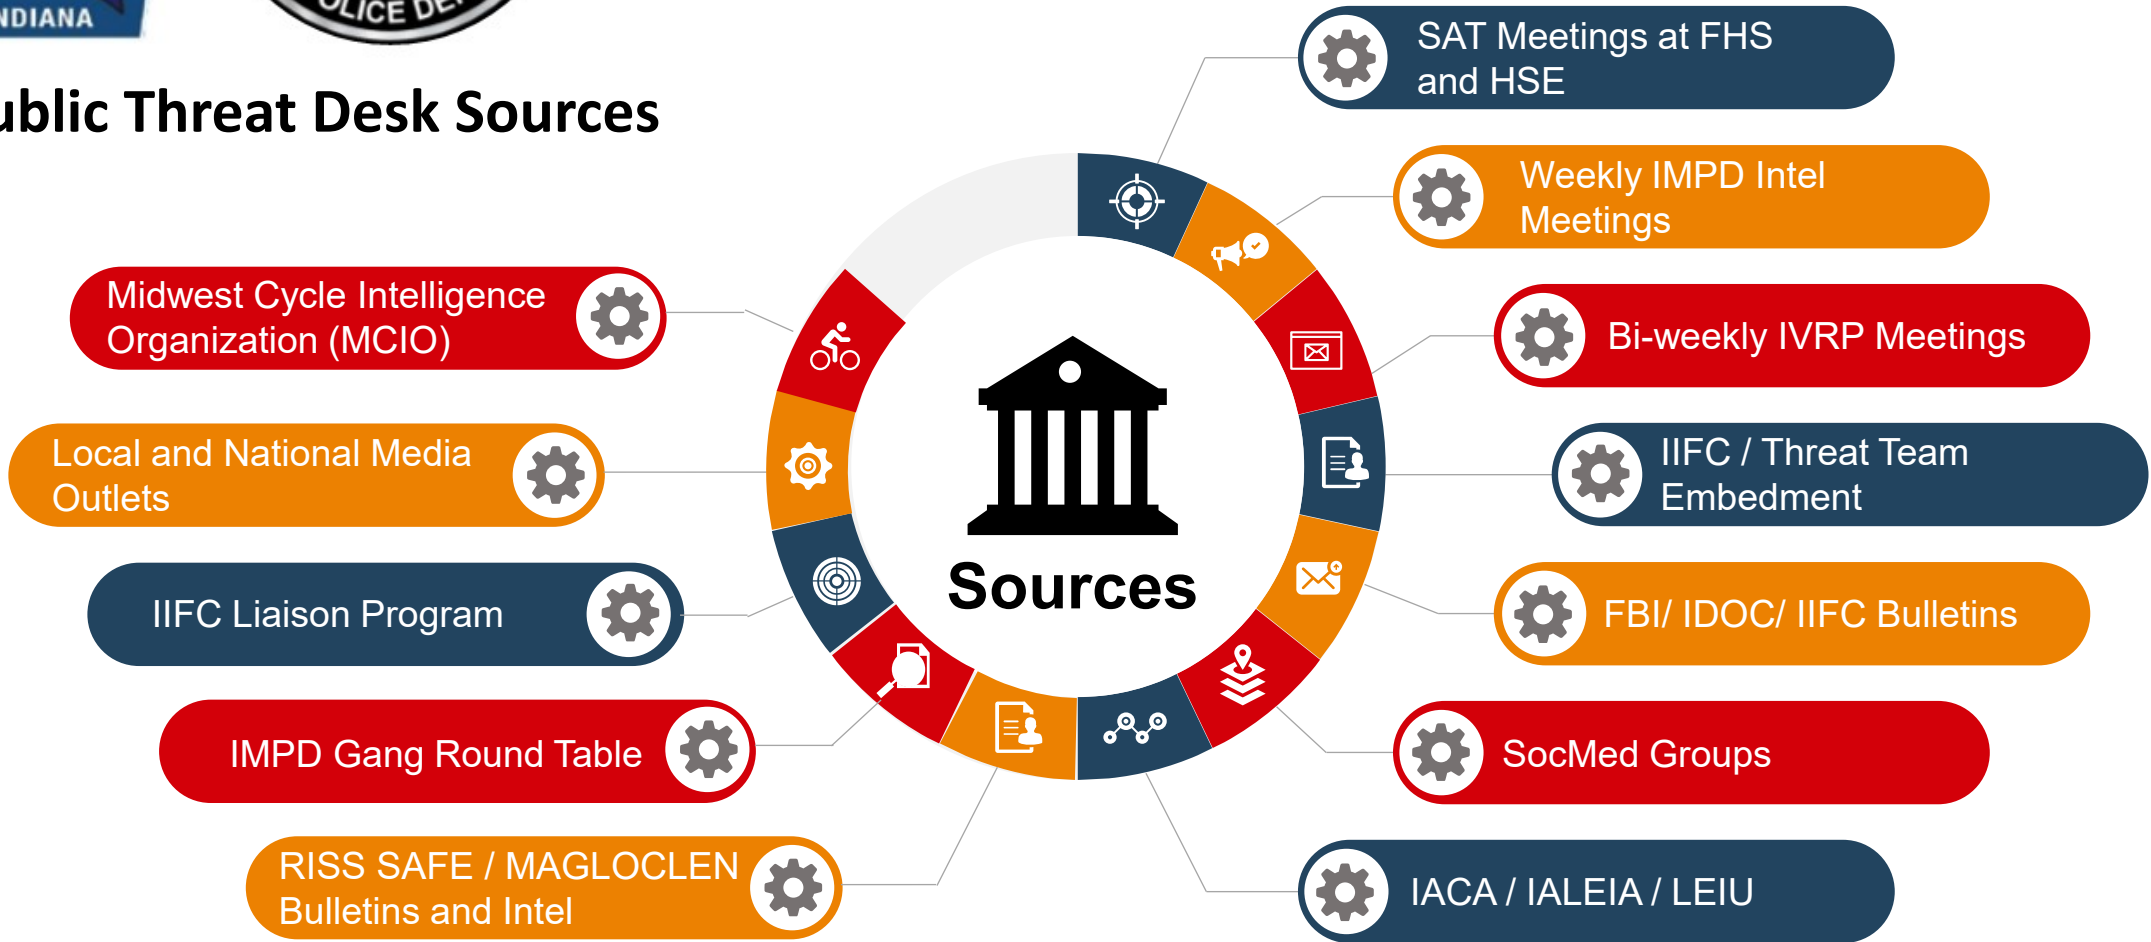 INDIANA
POLICE DE
ublic Threat Desk Sources
SAT Meetings at FHS
and HSE
Weekly IMPD Intel
Meetings
Bi-weekly IVRP Meetings
IIFC / Threat Team
Embedment
FBI/ IDOC/ IIFC Bulletins
SocMed Groups
IACA / IALEIA / LEIU
Sources
Midwest Cycle Intelligence
Organization (MCIO)
Local and National Media
Outlets
IIFC Liaison Program
IMPD Gang Round Table
RISS SAFE / MAGLOCLEN
Bulletins and Intel